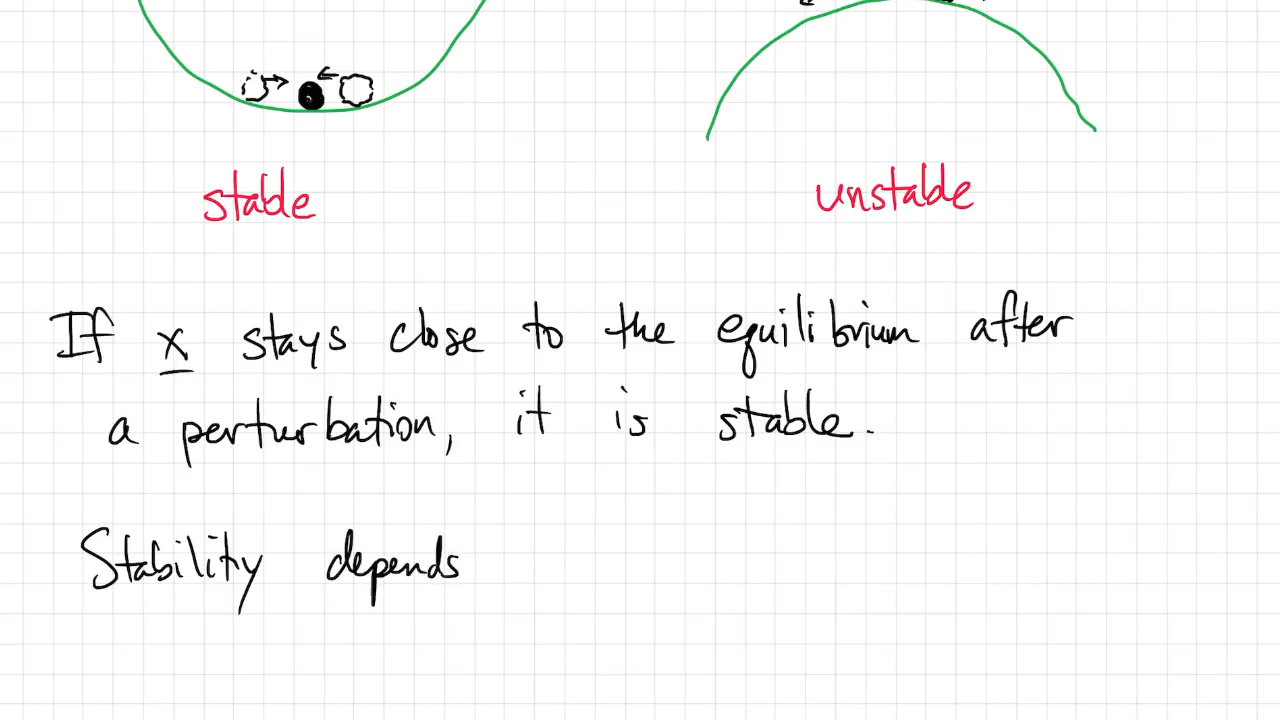 stable
unstable
If x stays close to the equilibrium after
a perturbation, it is stable.
Stability depends